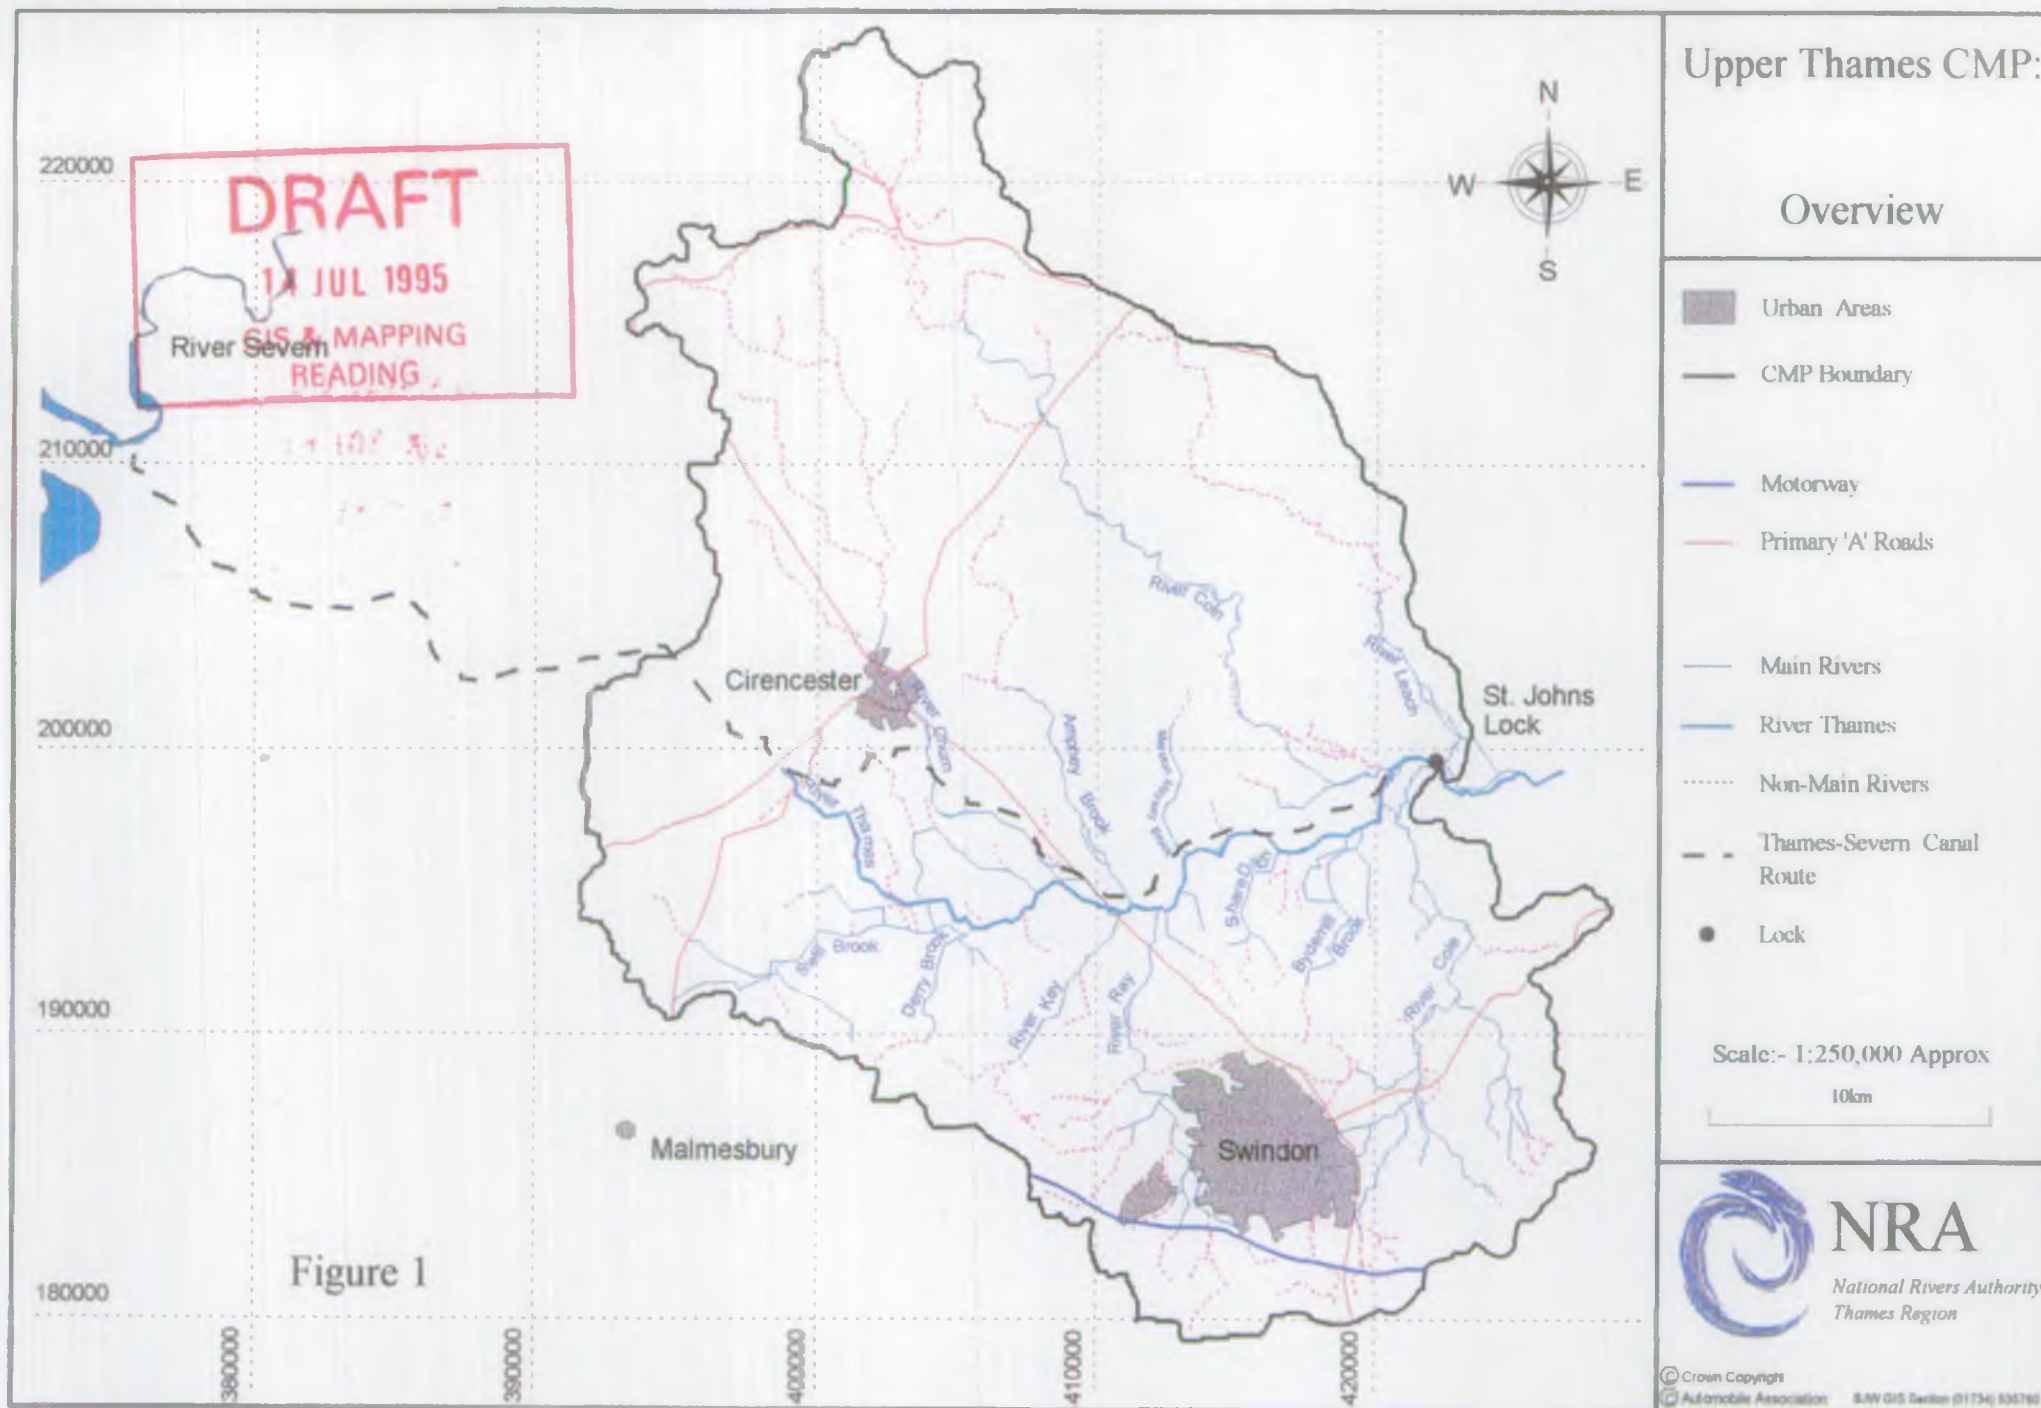 Upper Thames CMP:
Overview
N
W
E
S
DRAFT
14 JUL 1995
GIS & MAPPING
READING
220000
210000
200000
190000
180000
380000
390000
400000
410000
420000
River Severn
Cirencester
St. Johns
Lock
Malmesbury
Swindon
River Churn
Ampney Brook
River Coln
River Leach
River Thames
Swill Brook
Derry Brook
River Key
River Ray
Share Ditch
Bydemill
Brook
River Cole
Figure 1
Urban Areas
CMP Boundary
Motorway
Primary 'A' Roads
Main Rivers
River Thames
Non-Main Rivers
Thames-Severn Canal
Route
Lock
Scale:- 1:250,000 Approx
10km
NRA
National Rivers Authority
Thames Region
© Crown Copyright
© Automobile Association